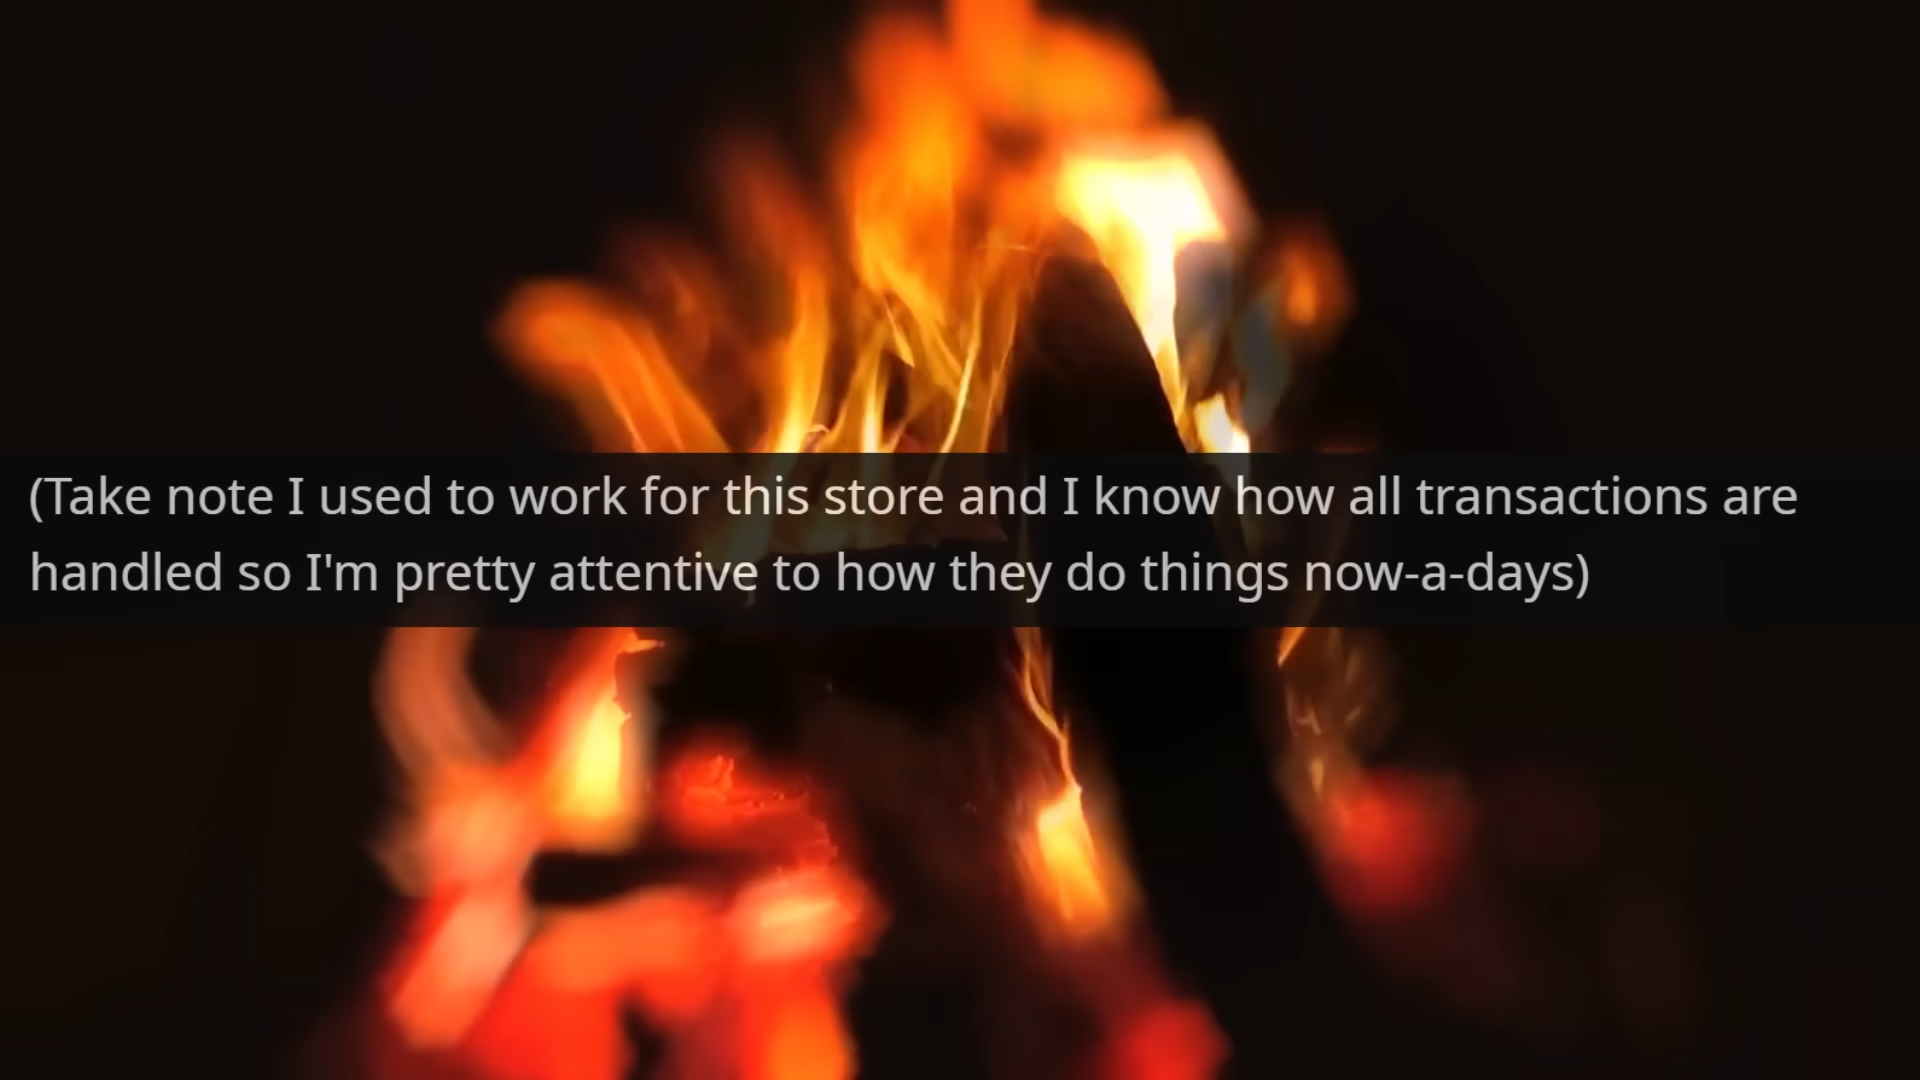 (Take note I used to work for this store and I know how all transactions are
handled so I'm pretty attentive to how they do things now-a-days)